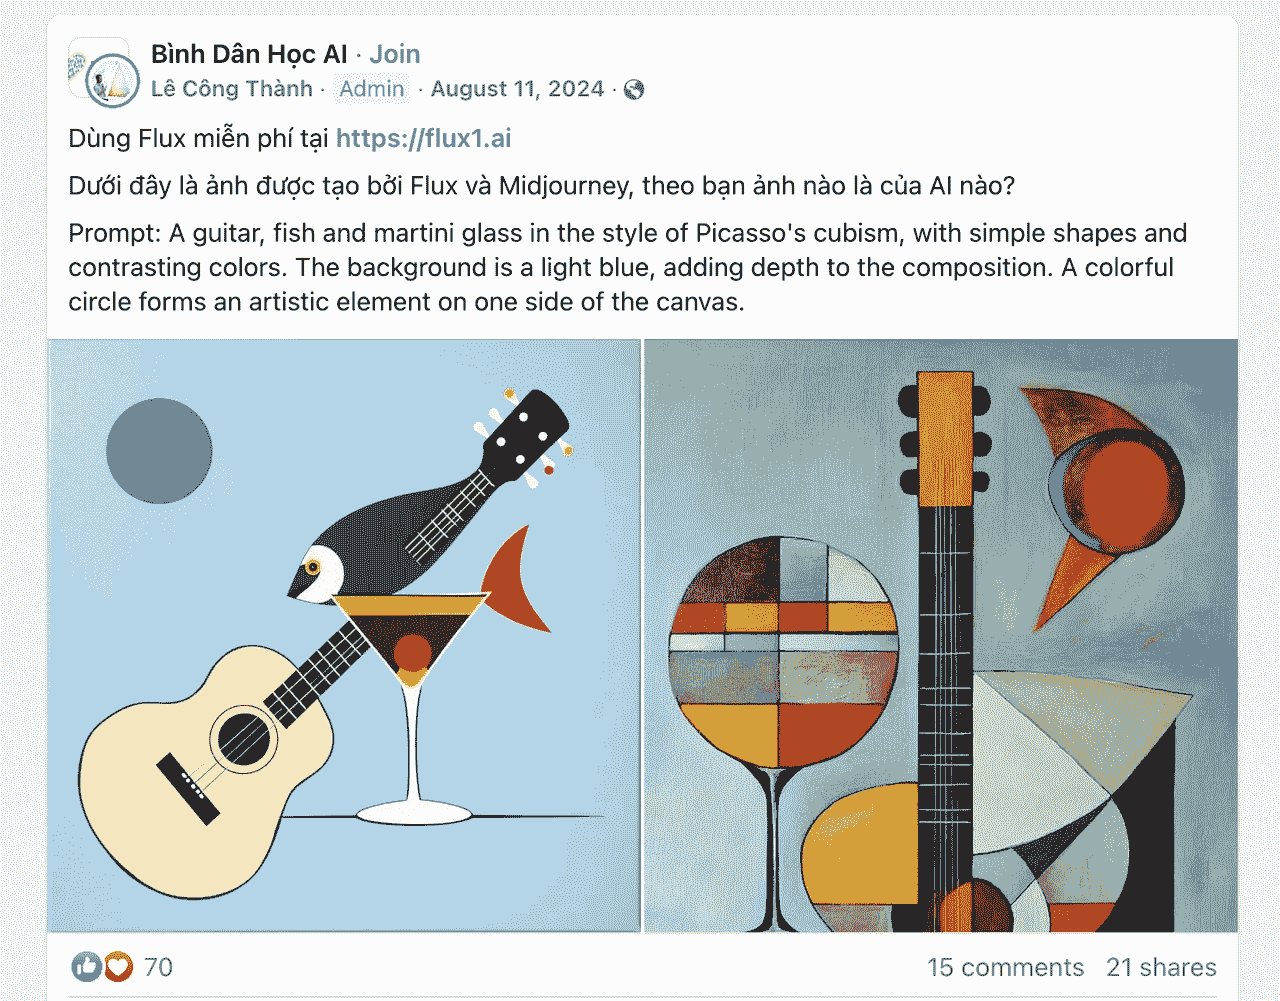 Bình Dân Học AI · Join
Lê Công Thành · Admin · August 11, 2024 ·
Dùng Flux miễn phí tại https://flux1.ai
Dưới đây là ảnh được tạo bởi Flux và Midjourney, theo bạn ảnh nào là của AI nào?
Prompt: A guitar, fish and martini glass in the style of Picasso's cubism, with simple shapes and
contrasting colors. The background is a light blue, adding depth to the composition. A colorful
circle forms an artistic element on one side of the canvas.
70
15 comments 21 shares